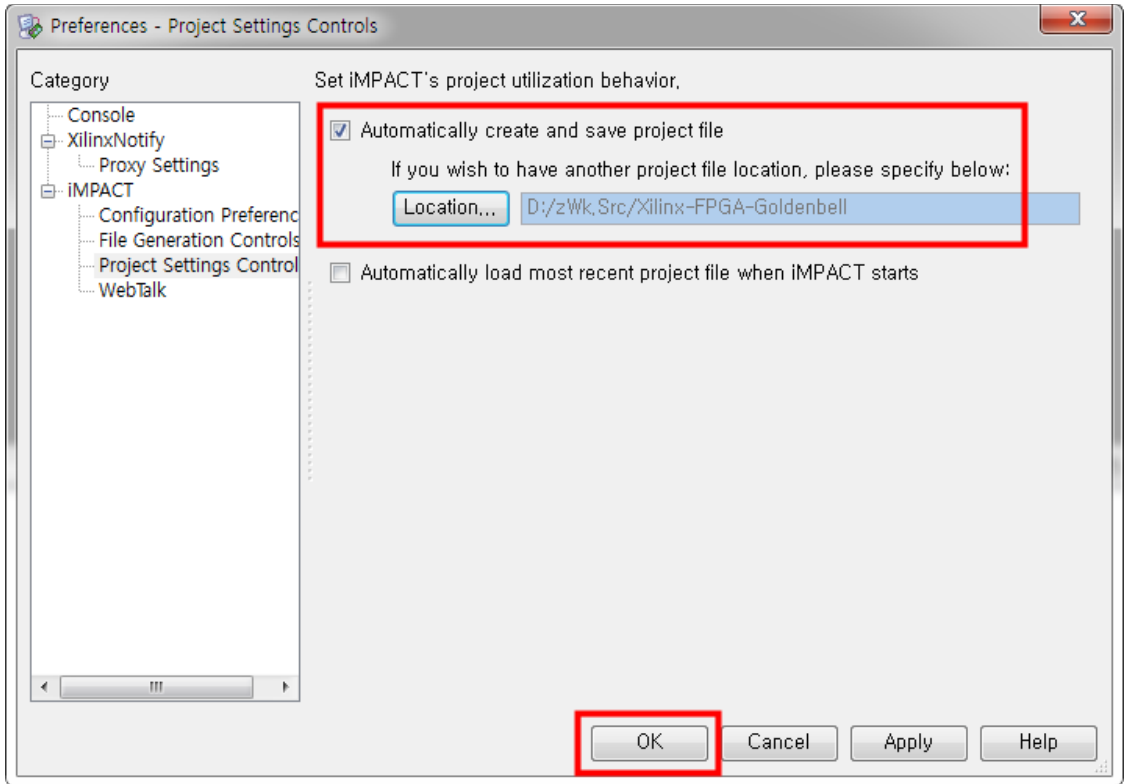 Preferences - Project Settings Controls
Category
Console
XilinxNotify
Proxy Settings
iMPACT
Configuration Preferenc
File Generation Controls
Project Settings Control
WebTalk
Set iMPACT's project utilization behavior.
Automatically create and save project file
If you wish to have another project file location, please specify below:
Location... D:/zWk.Src/Xilinx-FPGA-Goldenbell
Automatically load most recent project file when iMPACT starts
OK Cancel Apply Help